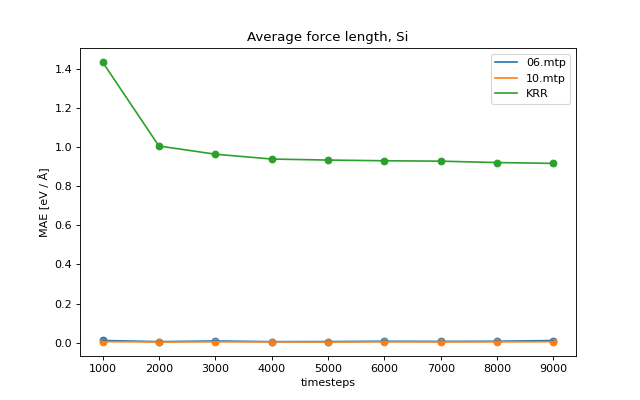 Average force length, Si
06.mtp
10.mtp
KRR
MAE [eV / Å]
1.4
1.2
1.0
0.8
0.6
0.4
0.2
0.0
1000 2000 3000 4000 5000 6000 7000 8000 9000
timesteps